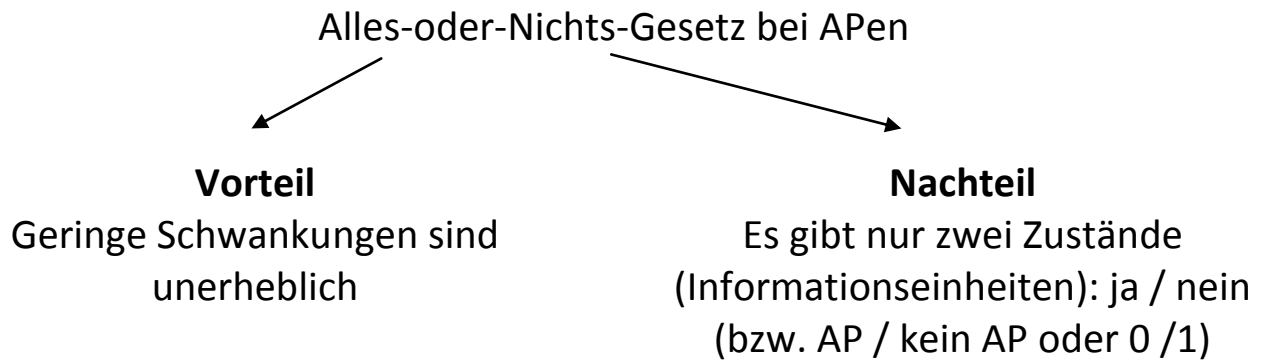 Alles-oder-Nichts-Gesetz bei APen
Vorteil
Geringe Schwankungen sind
unerheblich
Nachteil
Es gibt nur zwei Zustände
(Informationseinheiten): ja / nein
(bzw. AP / kein AP oder 0 /1)